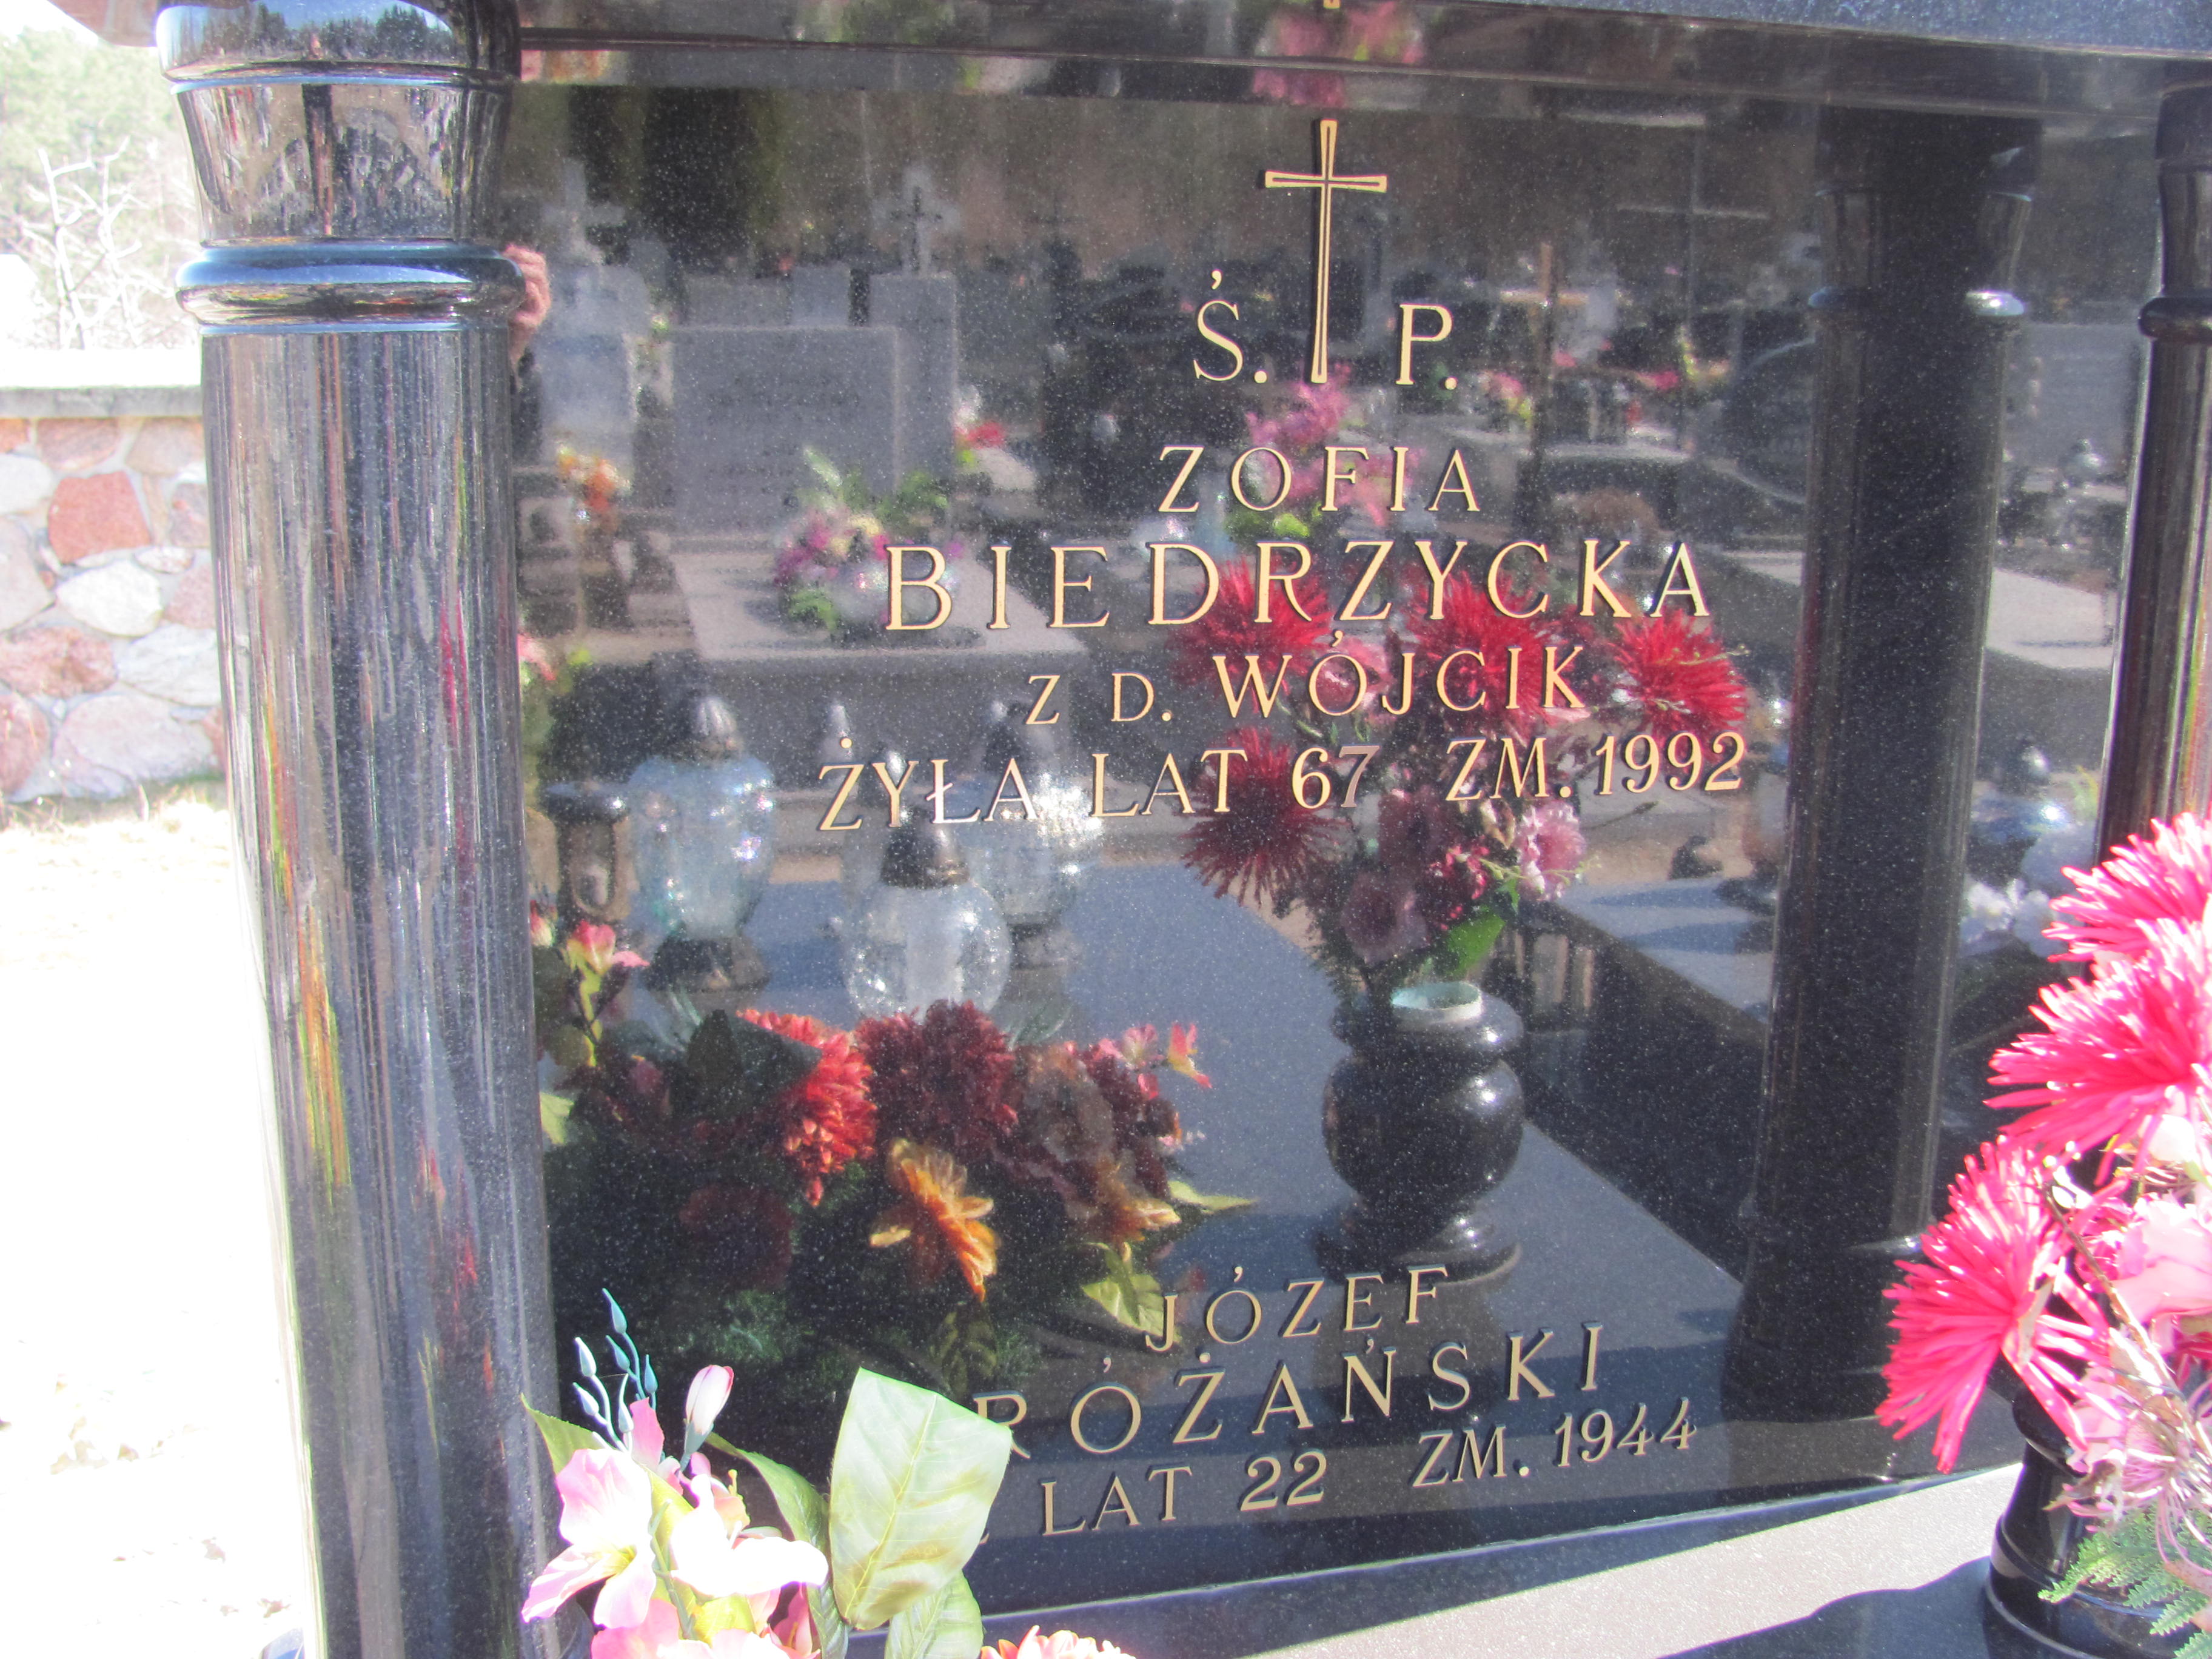 Ś. P.
ZOFIA
BIEDRZYCKA
Z D. WÓJCIK
ŻYŁA LAT 67 ZM. 1992
JÓZEF
RÓŻAŃSKI
LAT 22 ZM. 1944